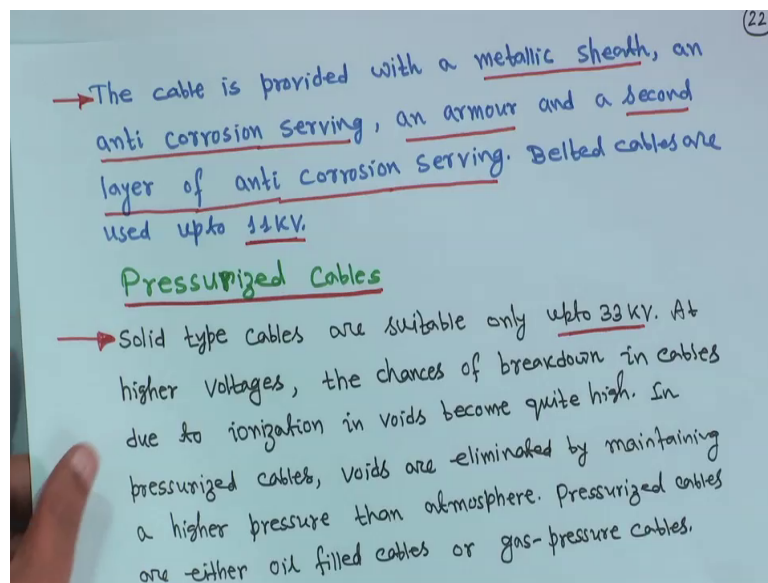 22
→ The cable is provided with a metallic sheath, an
anti corrosion serving, an armour and a second
layer of anti corrosion serving. Belted cables are
used upto 11KV.
Pressurized Cables
→ Solid type cables are suitable only upto 33 KV. At
higher voltages, the chances of breakdown in cables
due to ionization in voids become quite high. In
pressurized cables, voids are eliminated by maintaining
a higher pressure than atmosphere. Pressurized cables
are either oil filled cables or gas-pressure cables.